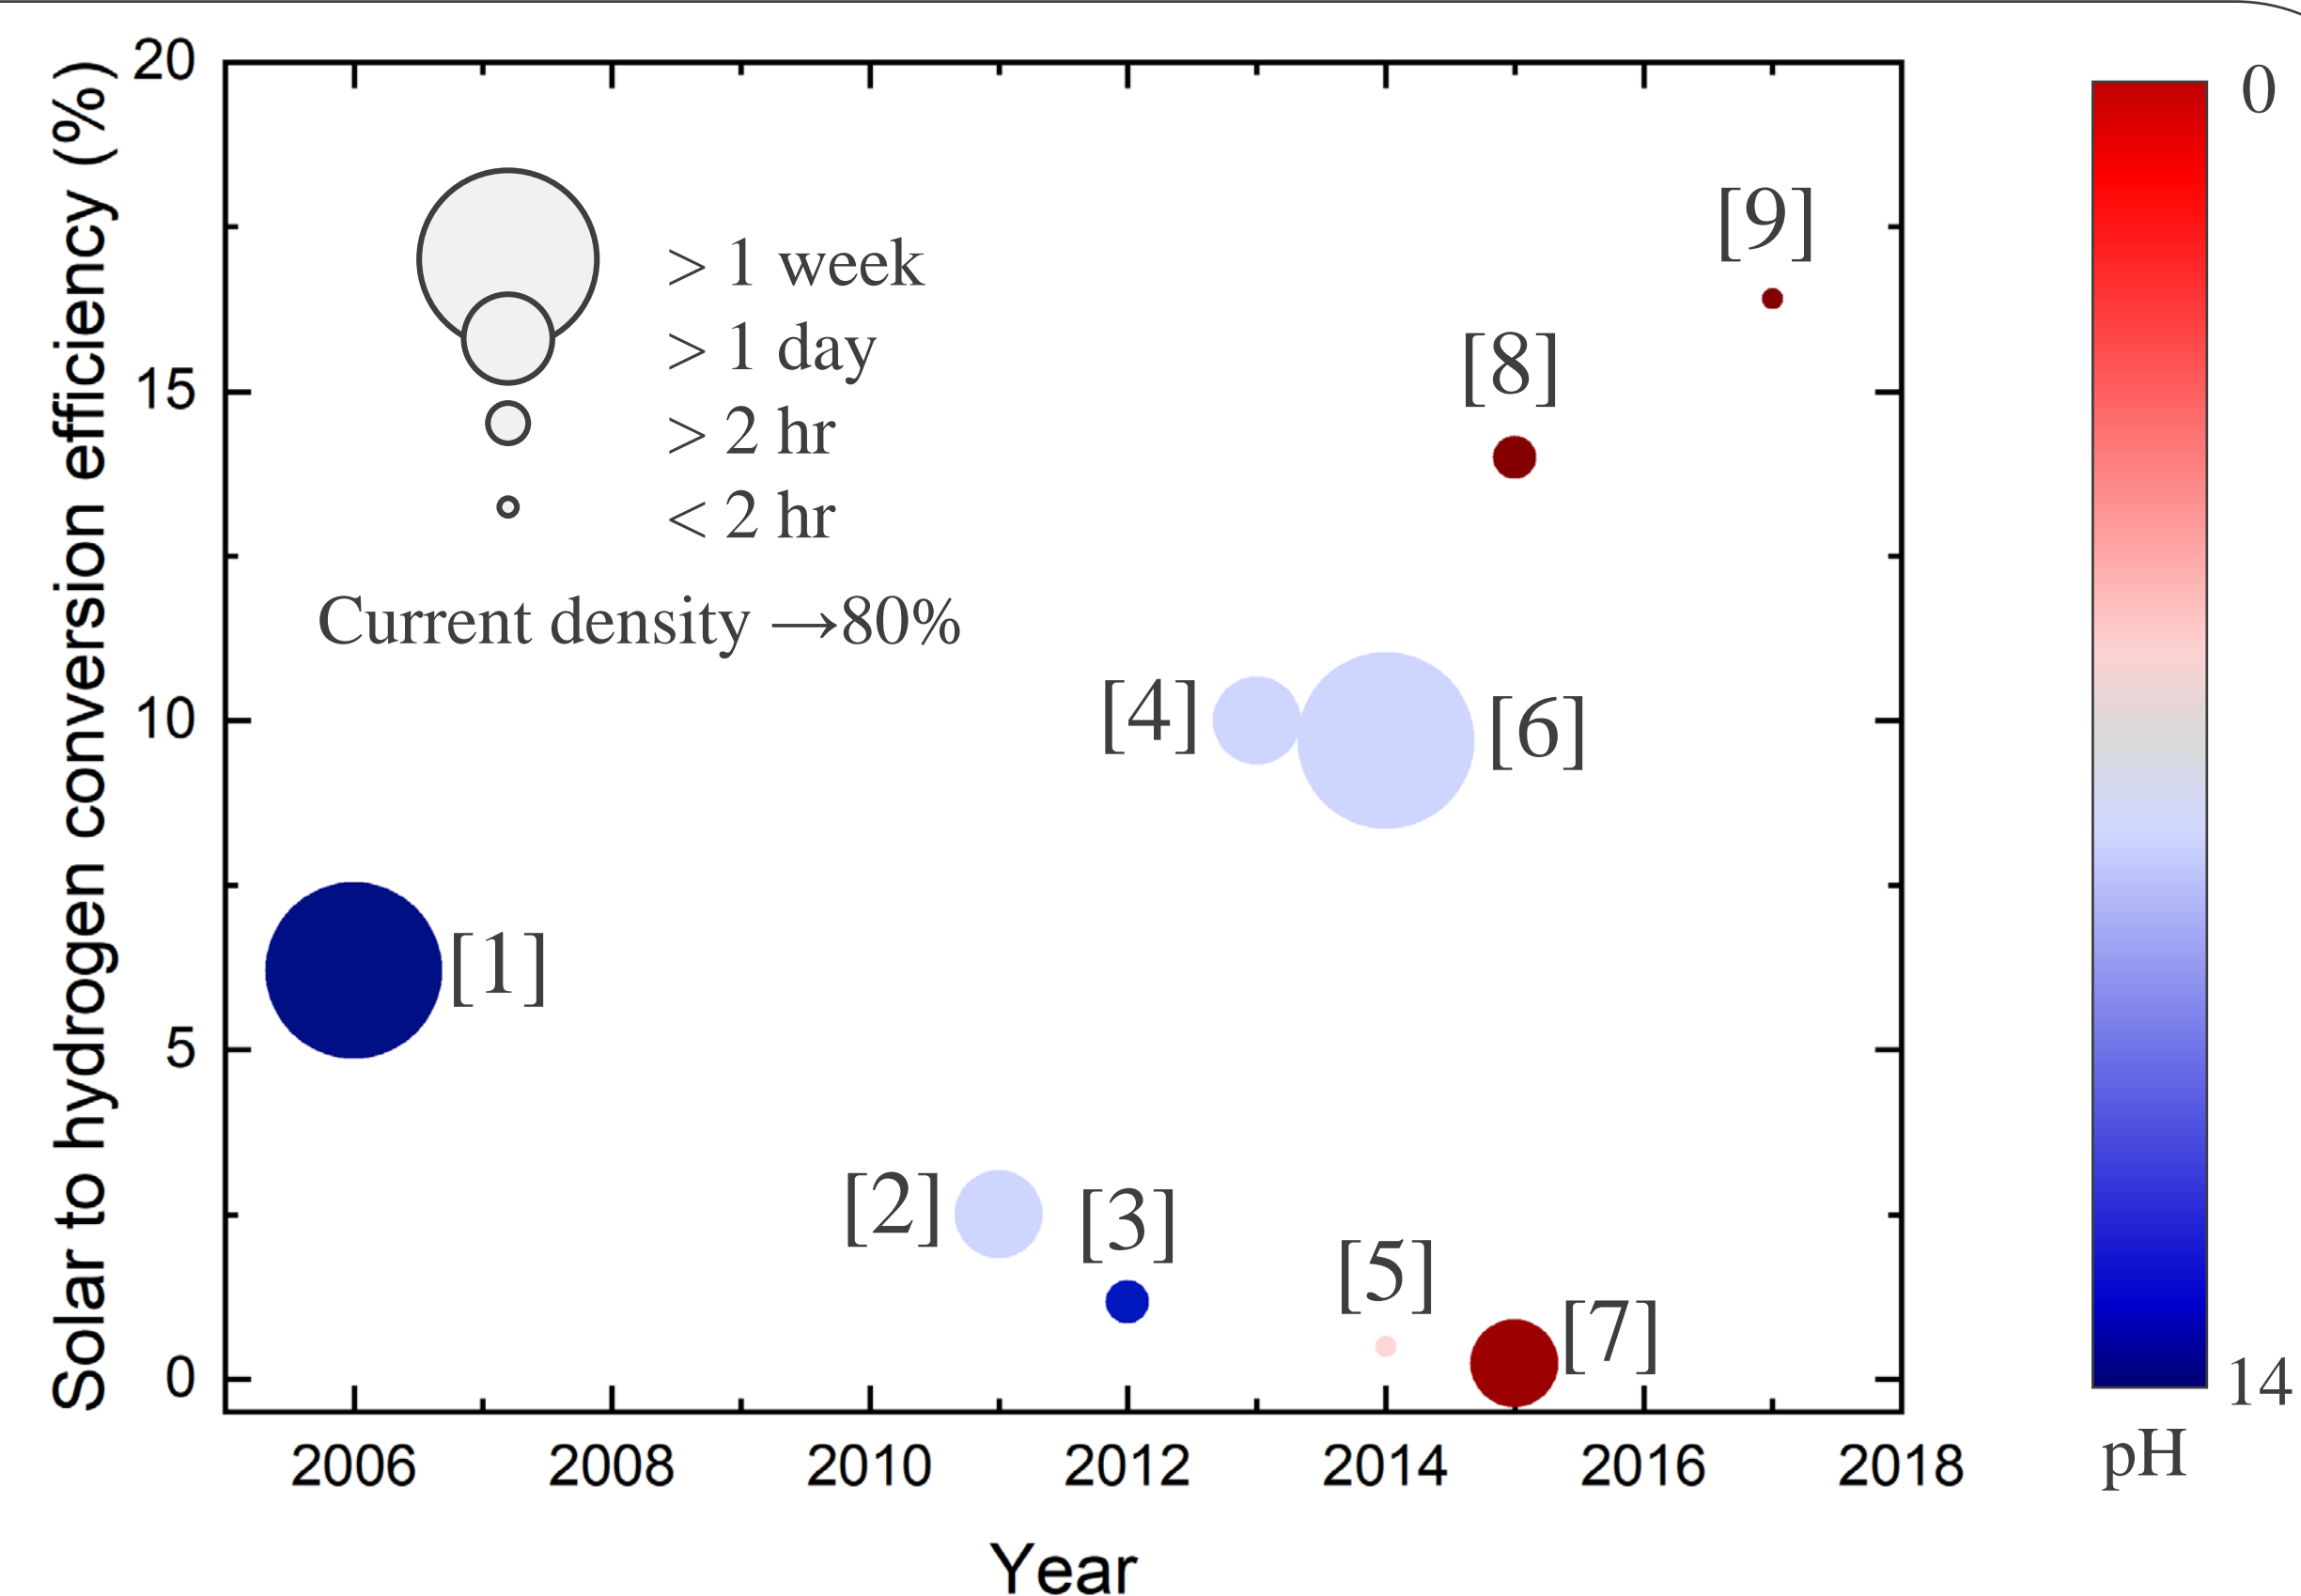 Solar to hydrogen conversion efficiency (%)
20
15
10
5
0
> 1 week
> 1 day
> 2 hr
< 2 hr
Current density →80%
[9]
[8]
[4]
[6]
[1]
[2]
[3]
[5]
[7]
2006 2008 2010 2012 2014 2016 2018
Year
0
14
pH